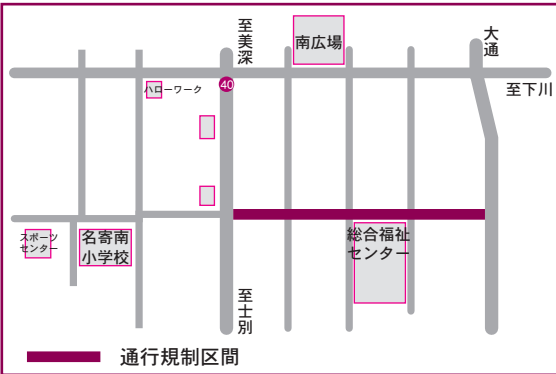 至美深
南広場
大通
至下川
ハローワーク
40
スポーツ
センター
名寄南
小学校
総合福祉
センター
至士別
通行規制区間